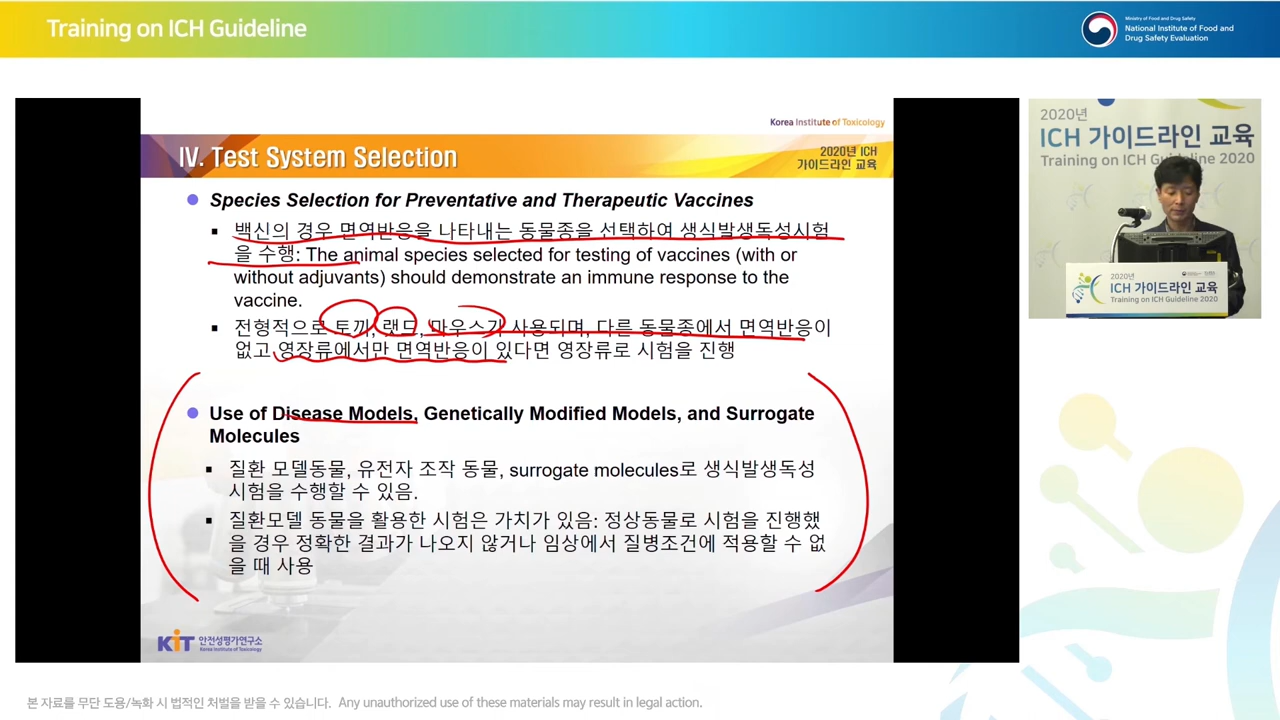 Training on ICH Guideline
Ministry of Food and Drug Safety
National Institute of Food and
Drug Safety Evaluation
Korea Institute of Toxicology
IV. Test System Selection
2020년 ICH
가이드라인 교육
Species Selection for Preventative and Therapeutic Vaccines
백신의 경우 면역반응을 나타내는 동물종을 선택하여 생식발생독성시험
을 수행: The animal species selected for testing of vaccines (with or
without adjuvants) should demonstrate an immune response to the
vaccine.
전형적으로 토끼, 랜드, 마우스가 사용되며, 다른 동물종에서 면역반응이
없고 영장류에서만 면역반응이 있다면 영장류로 시험을 진행
Use of Disease Models, Genetically Modified Models, and Surrogate
Molecules
질환 모델동물, 유전자 조작 동물, surrogate molecules로 생식발생독성
시험을 수행할 수 있음.
질환모델 동물을 활용한 시험은 가치가 있음: 정상동물로 시험을 진행했
을 경우 정확한 결과가 나오지 않거나 임상에서 질병조건에 적용할 수 없
을 때 사용
KiT 안전성평가연구소
Korea Institute of Toxicology
2020년
ICH 가이드라인 교육
Training on ICH Guideline 2020
2020년
ICH 가이드라인 교육
Training on ICH Guideline 2020
본 자료를 무단 도용/녹화 시 법적인 처벌을 받을 수 있습니다. Any unauthorized use of these materials may result in legal action.